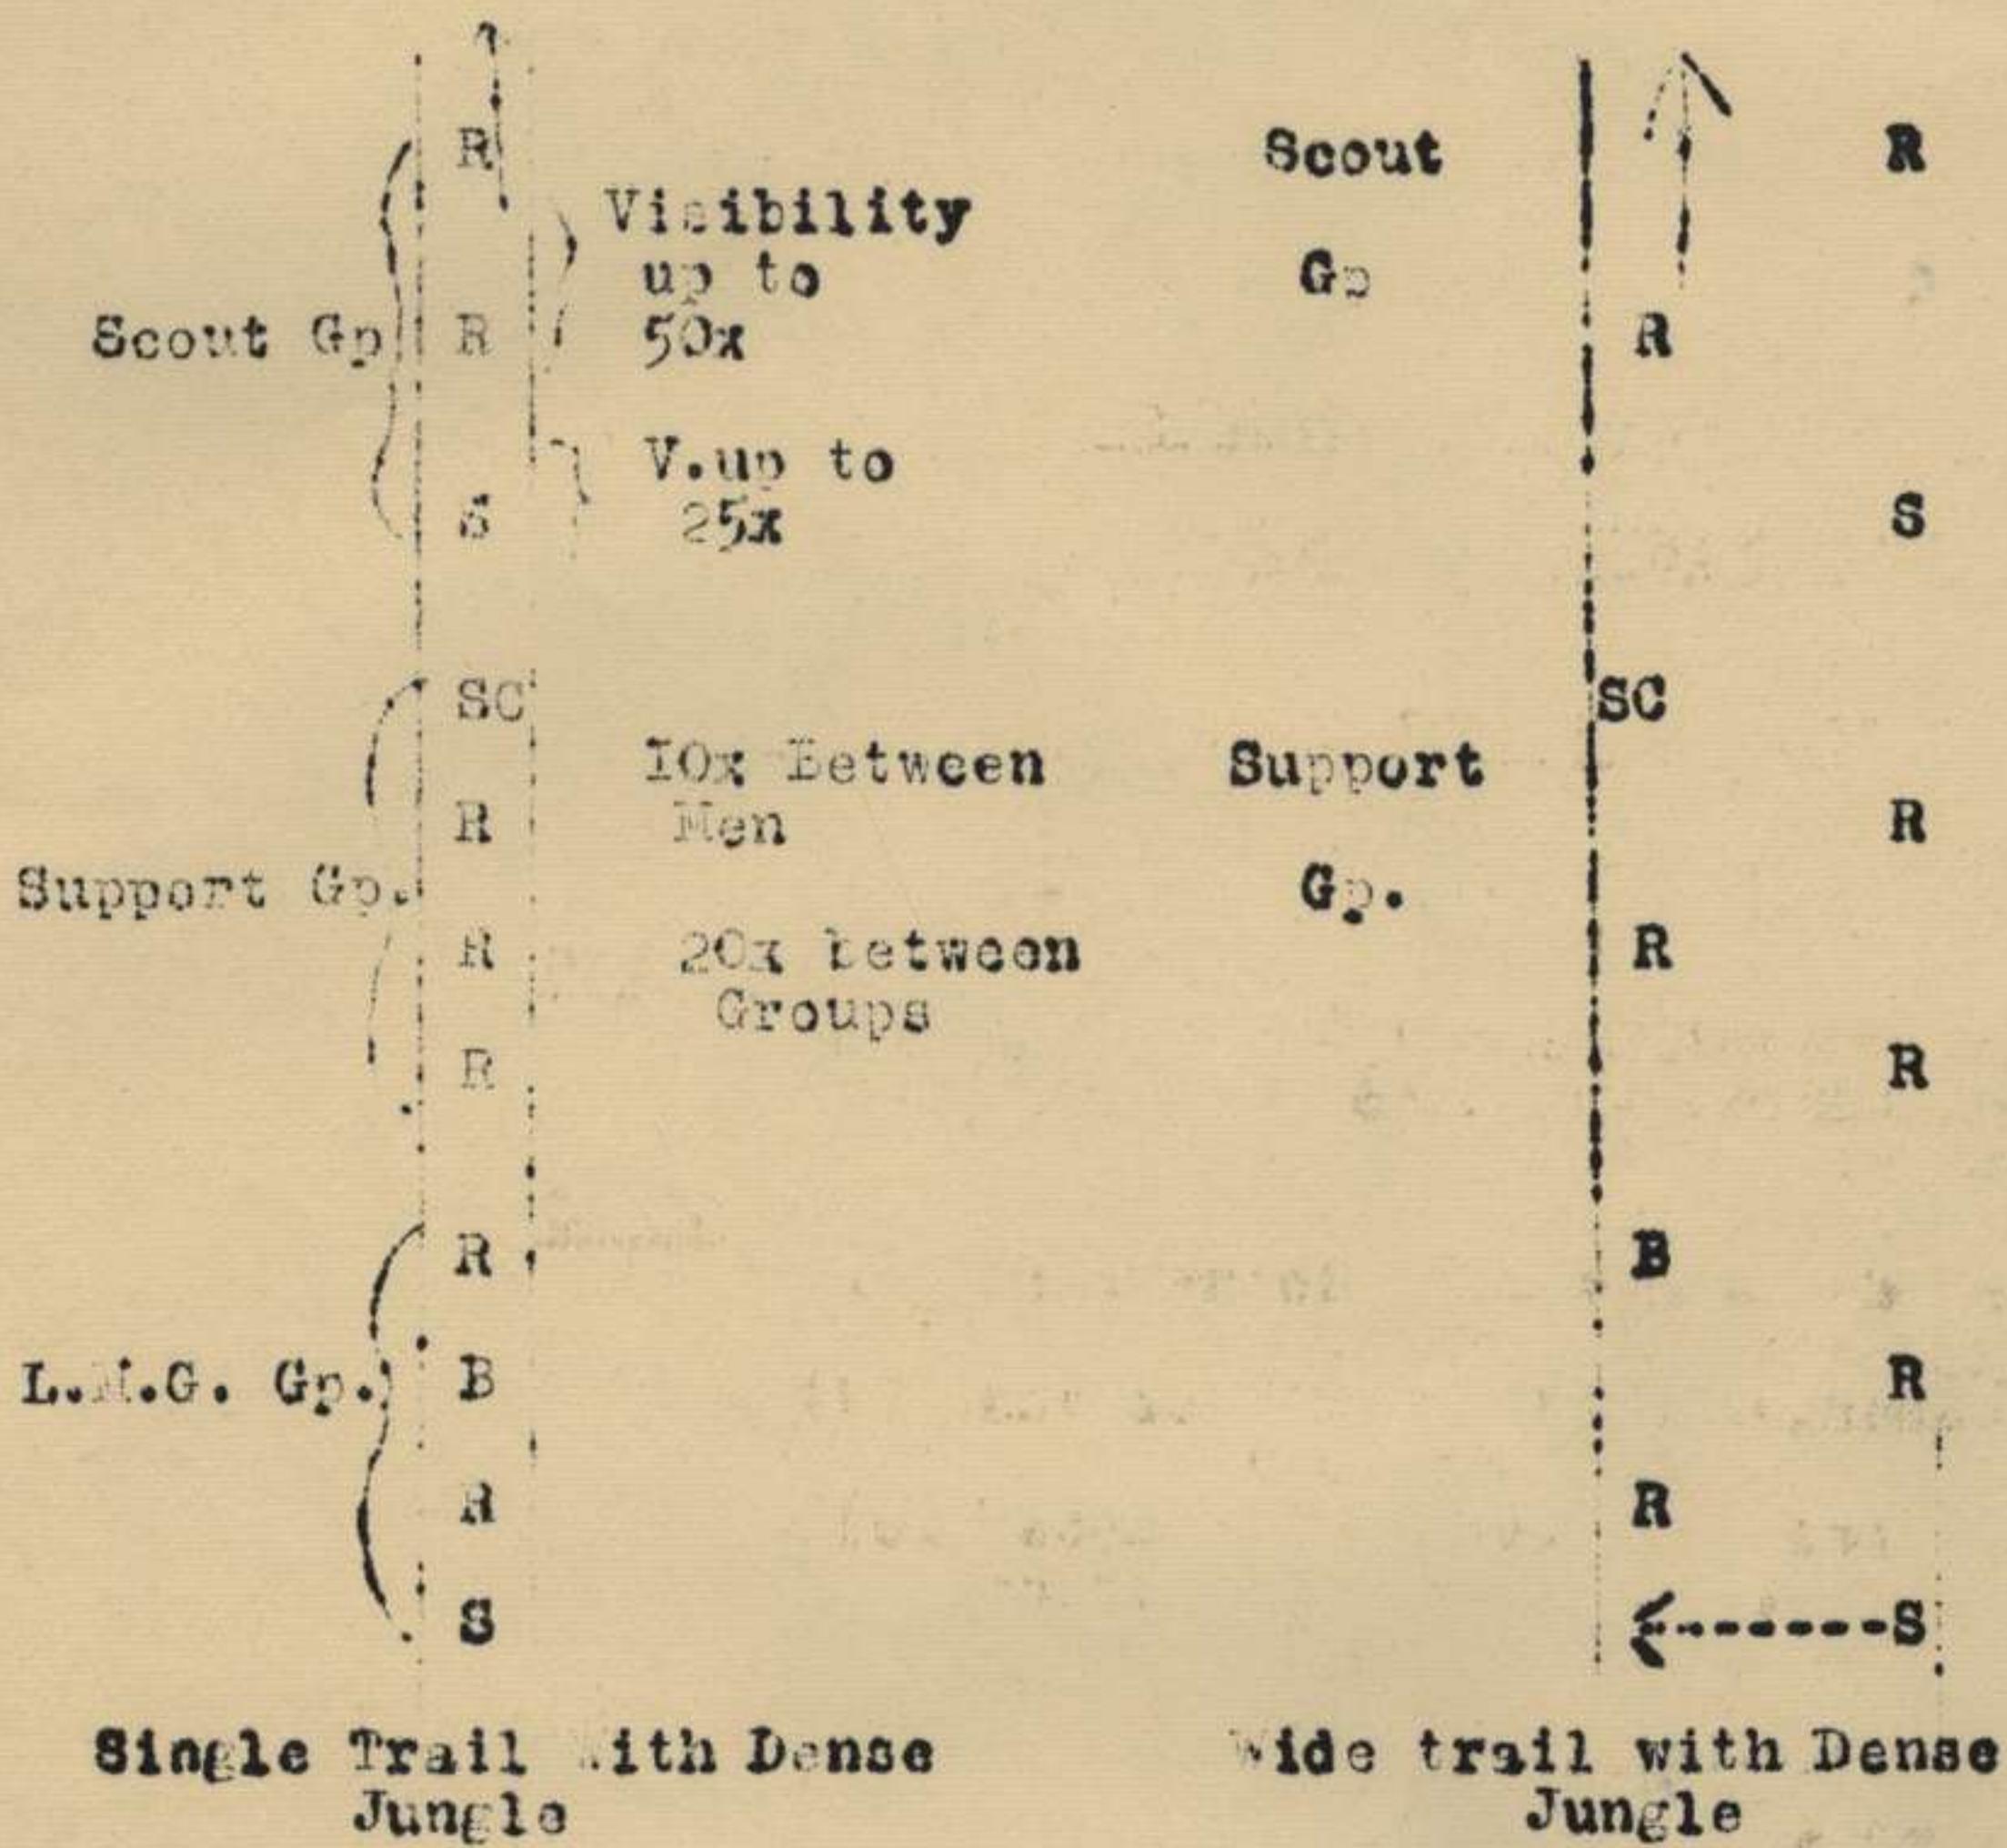 R
Visibility
up to
Scout Gp R 50x
V.up to
S 25x
SC
10x Between
R Men
Support Gp.
R 20x between
Groups
R
R
L.M.G. Gp. B
R
S
Single Trail with Dense
Jungle
Scout R
Gp
R
S
SC
Support
R
Gp.
R
R
B
R
R
S
Wide trail with Dense
Jungle